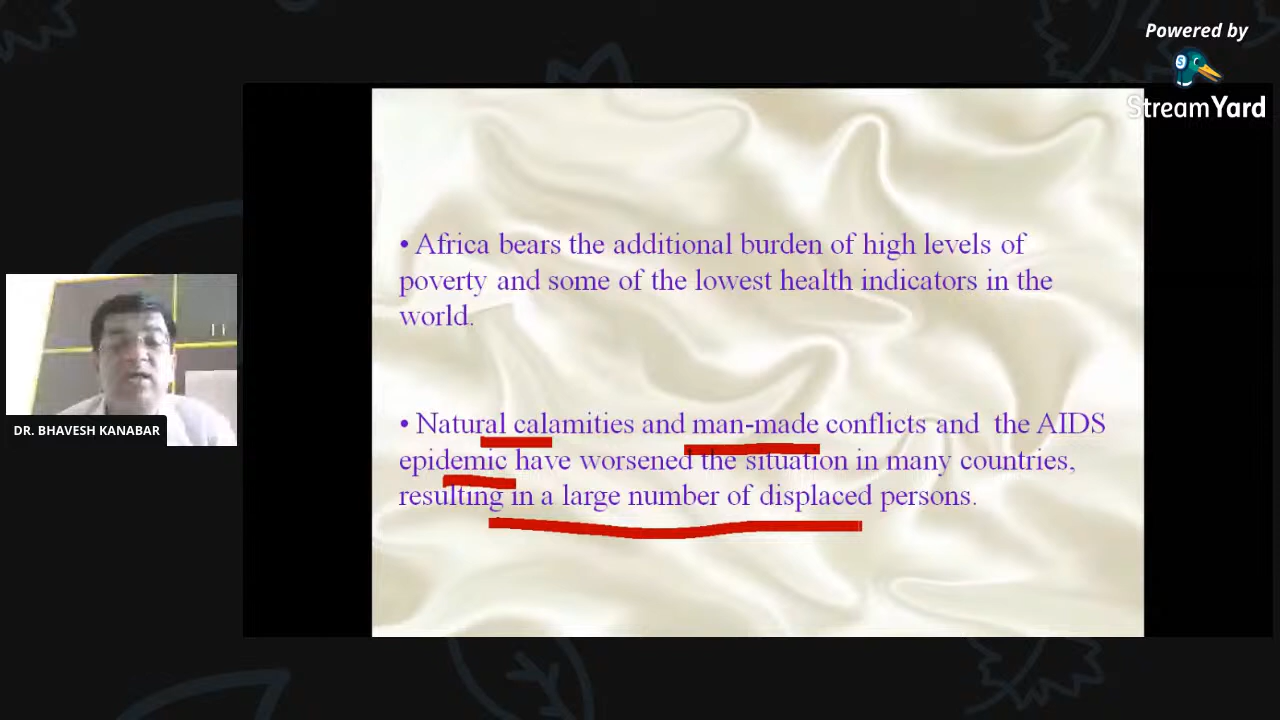 Powered by
StreamYard
• Africa bears the additional burden of high levels of
poverty and some of the lowest health indicators in the
world.
• Natural calamities and man-made conflicts and the AIDS
epidemic have worsened the situation in many countries,
resulting in a large number of displaced persons.
DR. BHAVESH KANABAR